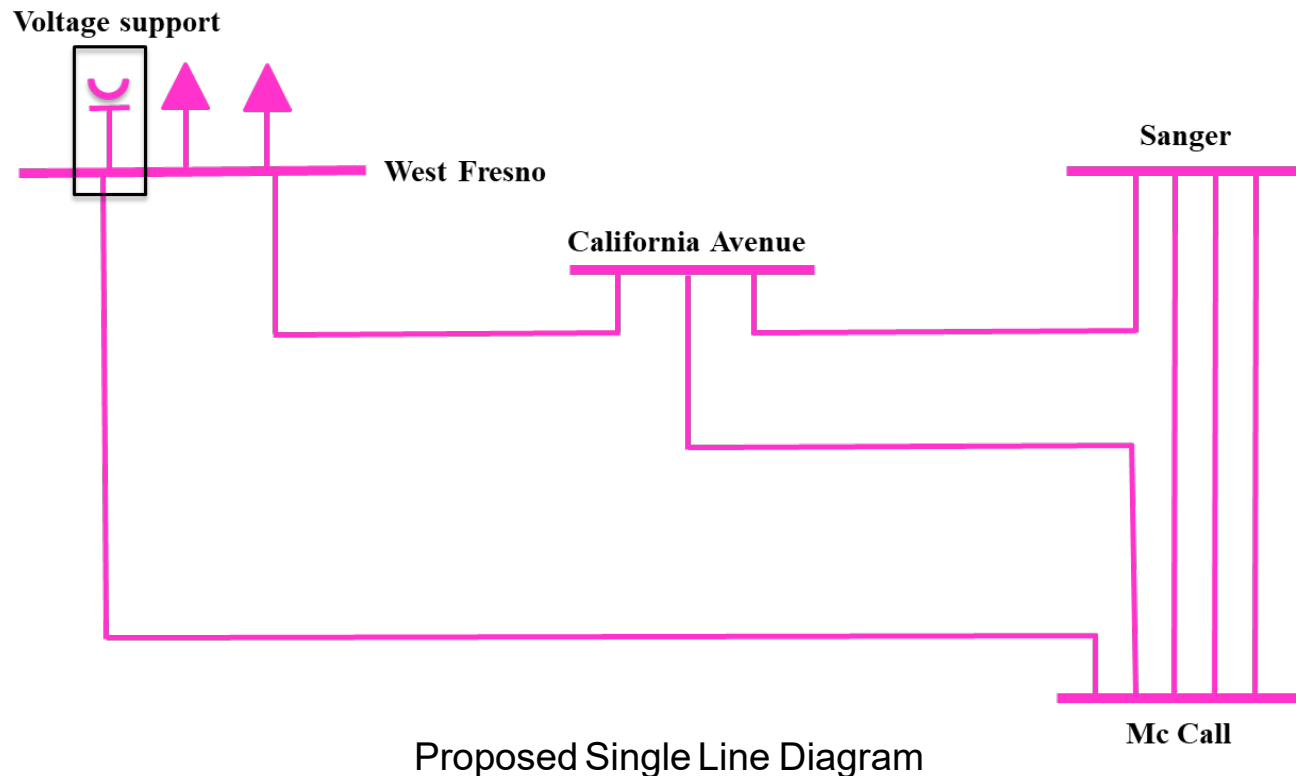 Voltage support
Sanger
West Fresno
California Avenue
Mc Call
Proposed Single Line Diagram